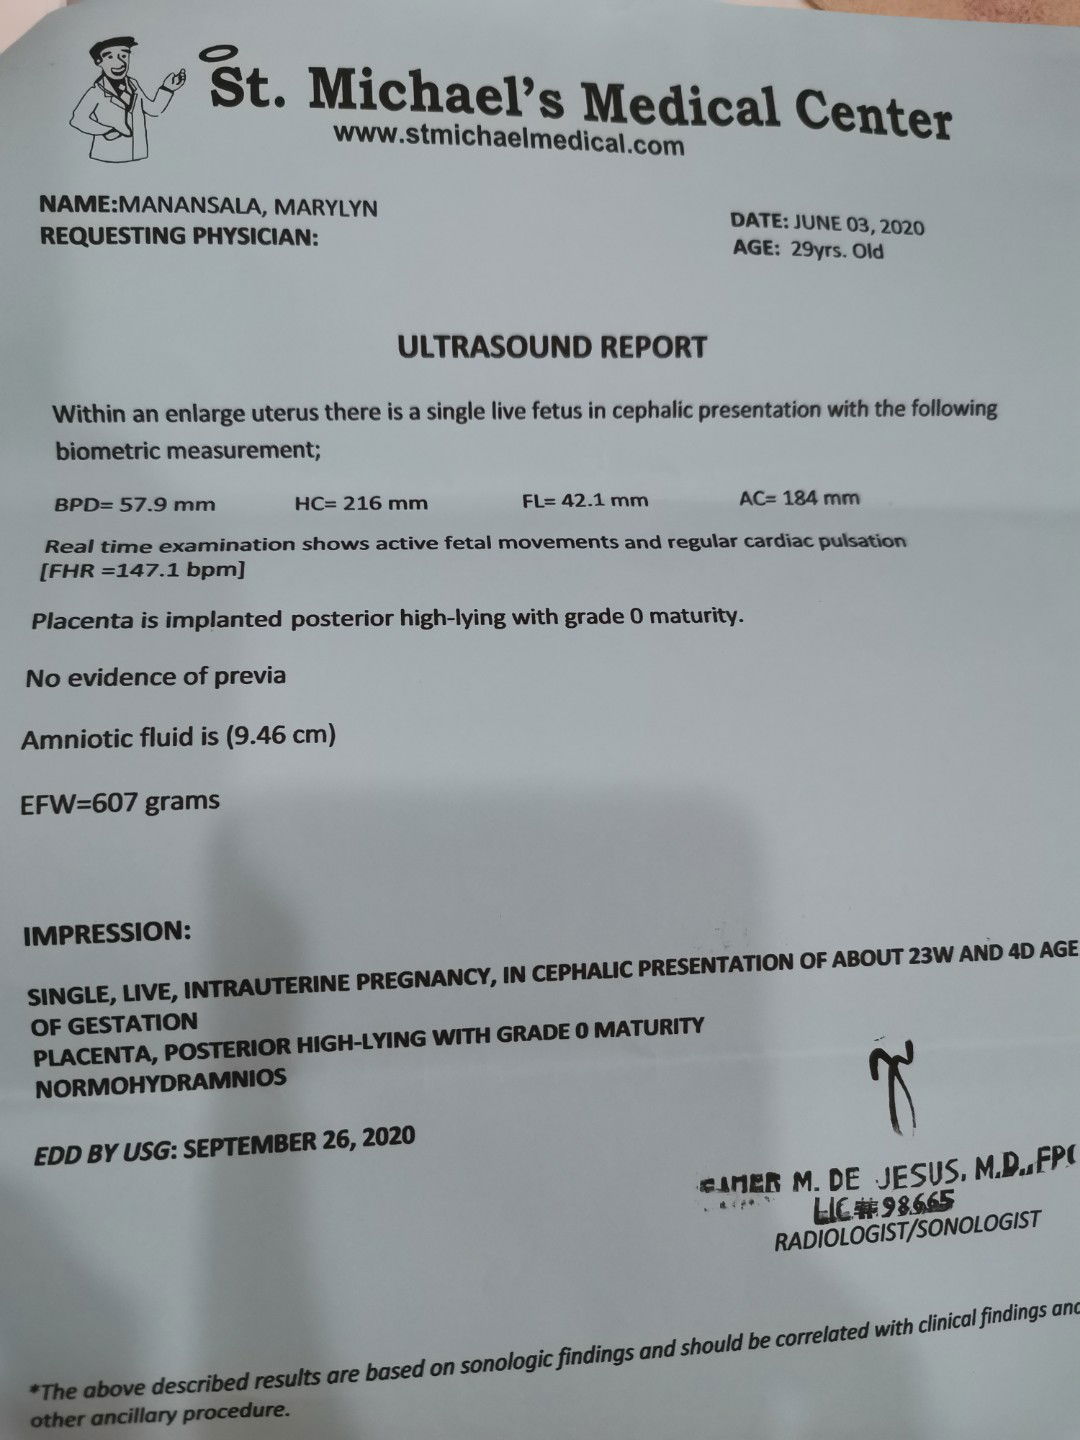 St. Michael's Medical Center
www.stmichaelmedical.com
NAME:MANANSALA, MARYLYN
DATE: JUNE 03, 2020
REQUESTING PHYSICIAN:
AGE: 29yrs. Old
ULTRASOUND REPORT
Within an enlarge uterus there is a single live fetus in cephalic presentation with the following
biometric measurement;
BPD= 57.9 mm HC= 216 mm FL= 42.1 mm AC= 184 mm
Real time examination shows active fetal movements and regular cardiac pulsation
[FHR =147.1 bpm]
Placenta is implanted posterior high-lying with grade 0 maturity.
No evidence of previa
Amniotic fluid is (9.46 cm)
EFW=607 grams
IMPRESSION:
SINGLE, LIVE, INTRAUTERINE PREGNANCY, IN CEPHALIC PRESENTATION OF ABOUT 23W AND 4D AGE
OF GESTATION
PLACENTA, POSTERIOR HIGH-LYING WITH GRADE 0 MATURITY
NORMOHYDRAMNIOS
EDD BY USG: SEPTEMBER 26, 2020
M. DE JESUS, M.D.,
LIC # 98665
RADIOLOGIST/SONOLOGIST
*The above described results are based on sonologic findings and should be correlated with clinical findings and
other ancillary procedure.